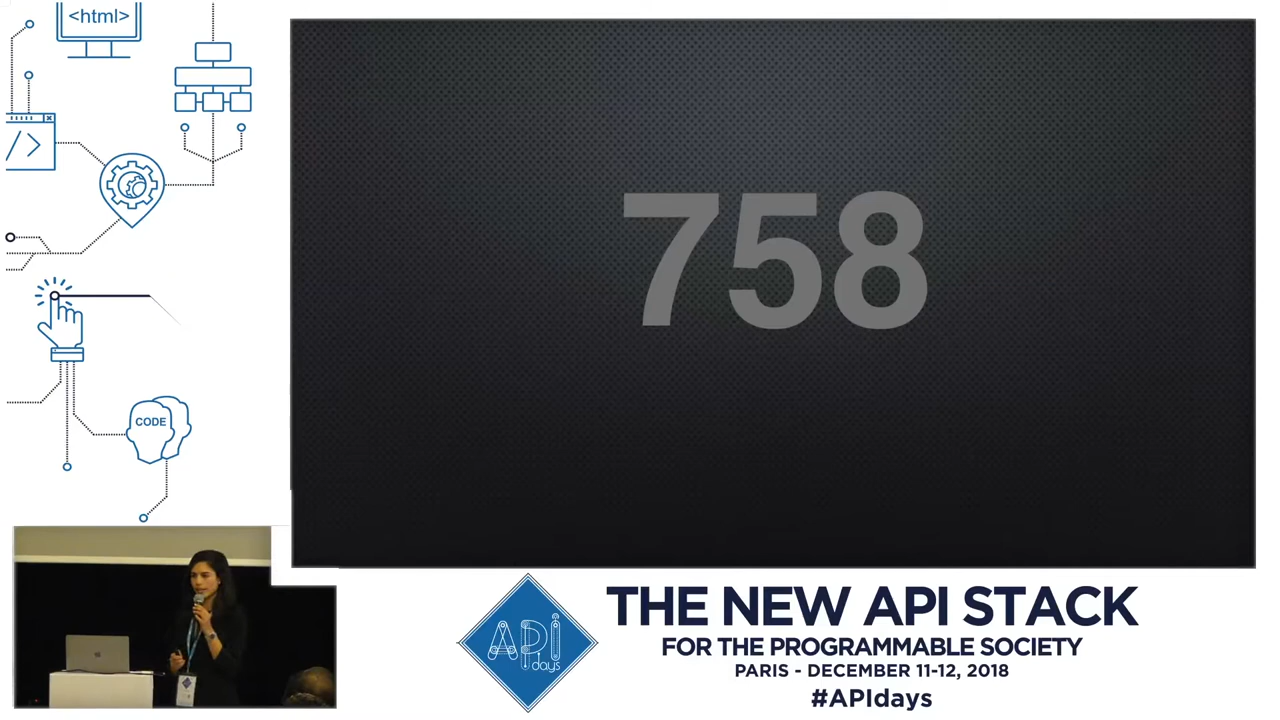 <html>
/>
CODE
758
API
days
THE NEW API STACK
FOR THE PROGRAMMABLE SOCIETY
PARIS - DECEMBER 11-12, 2018
#APIdays